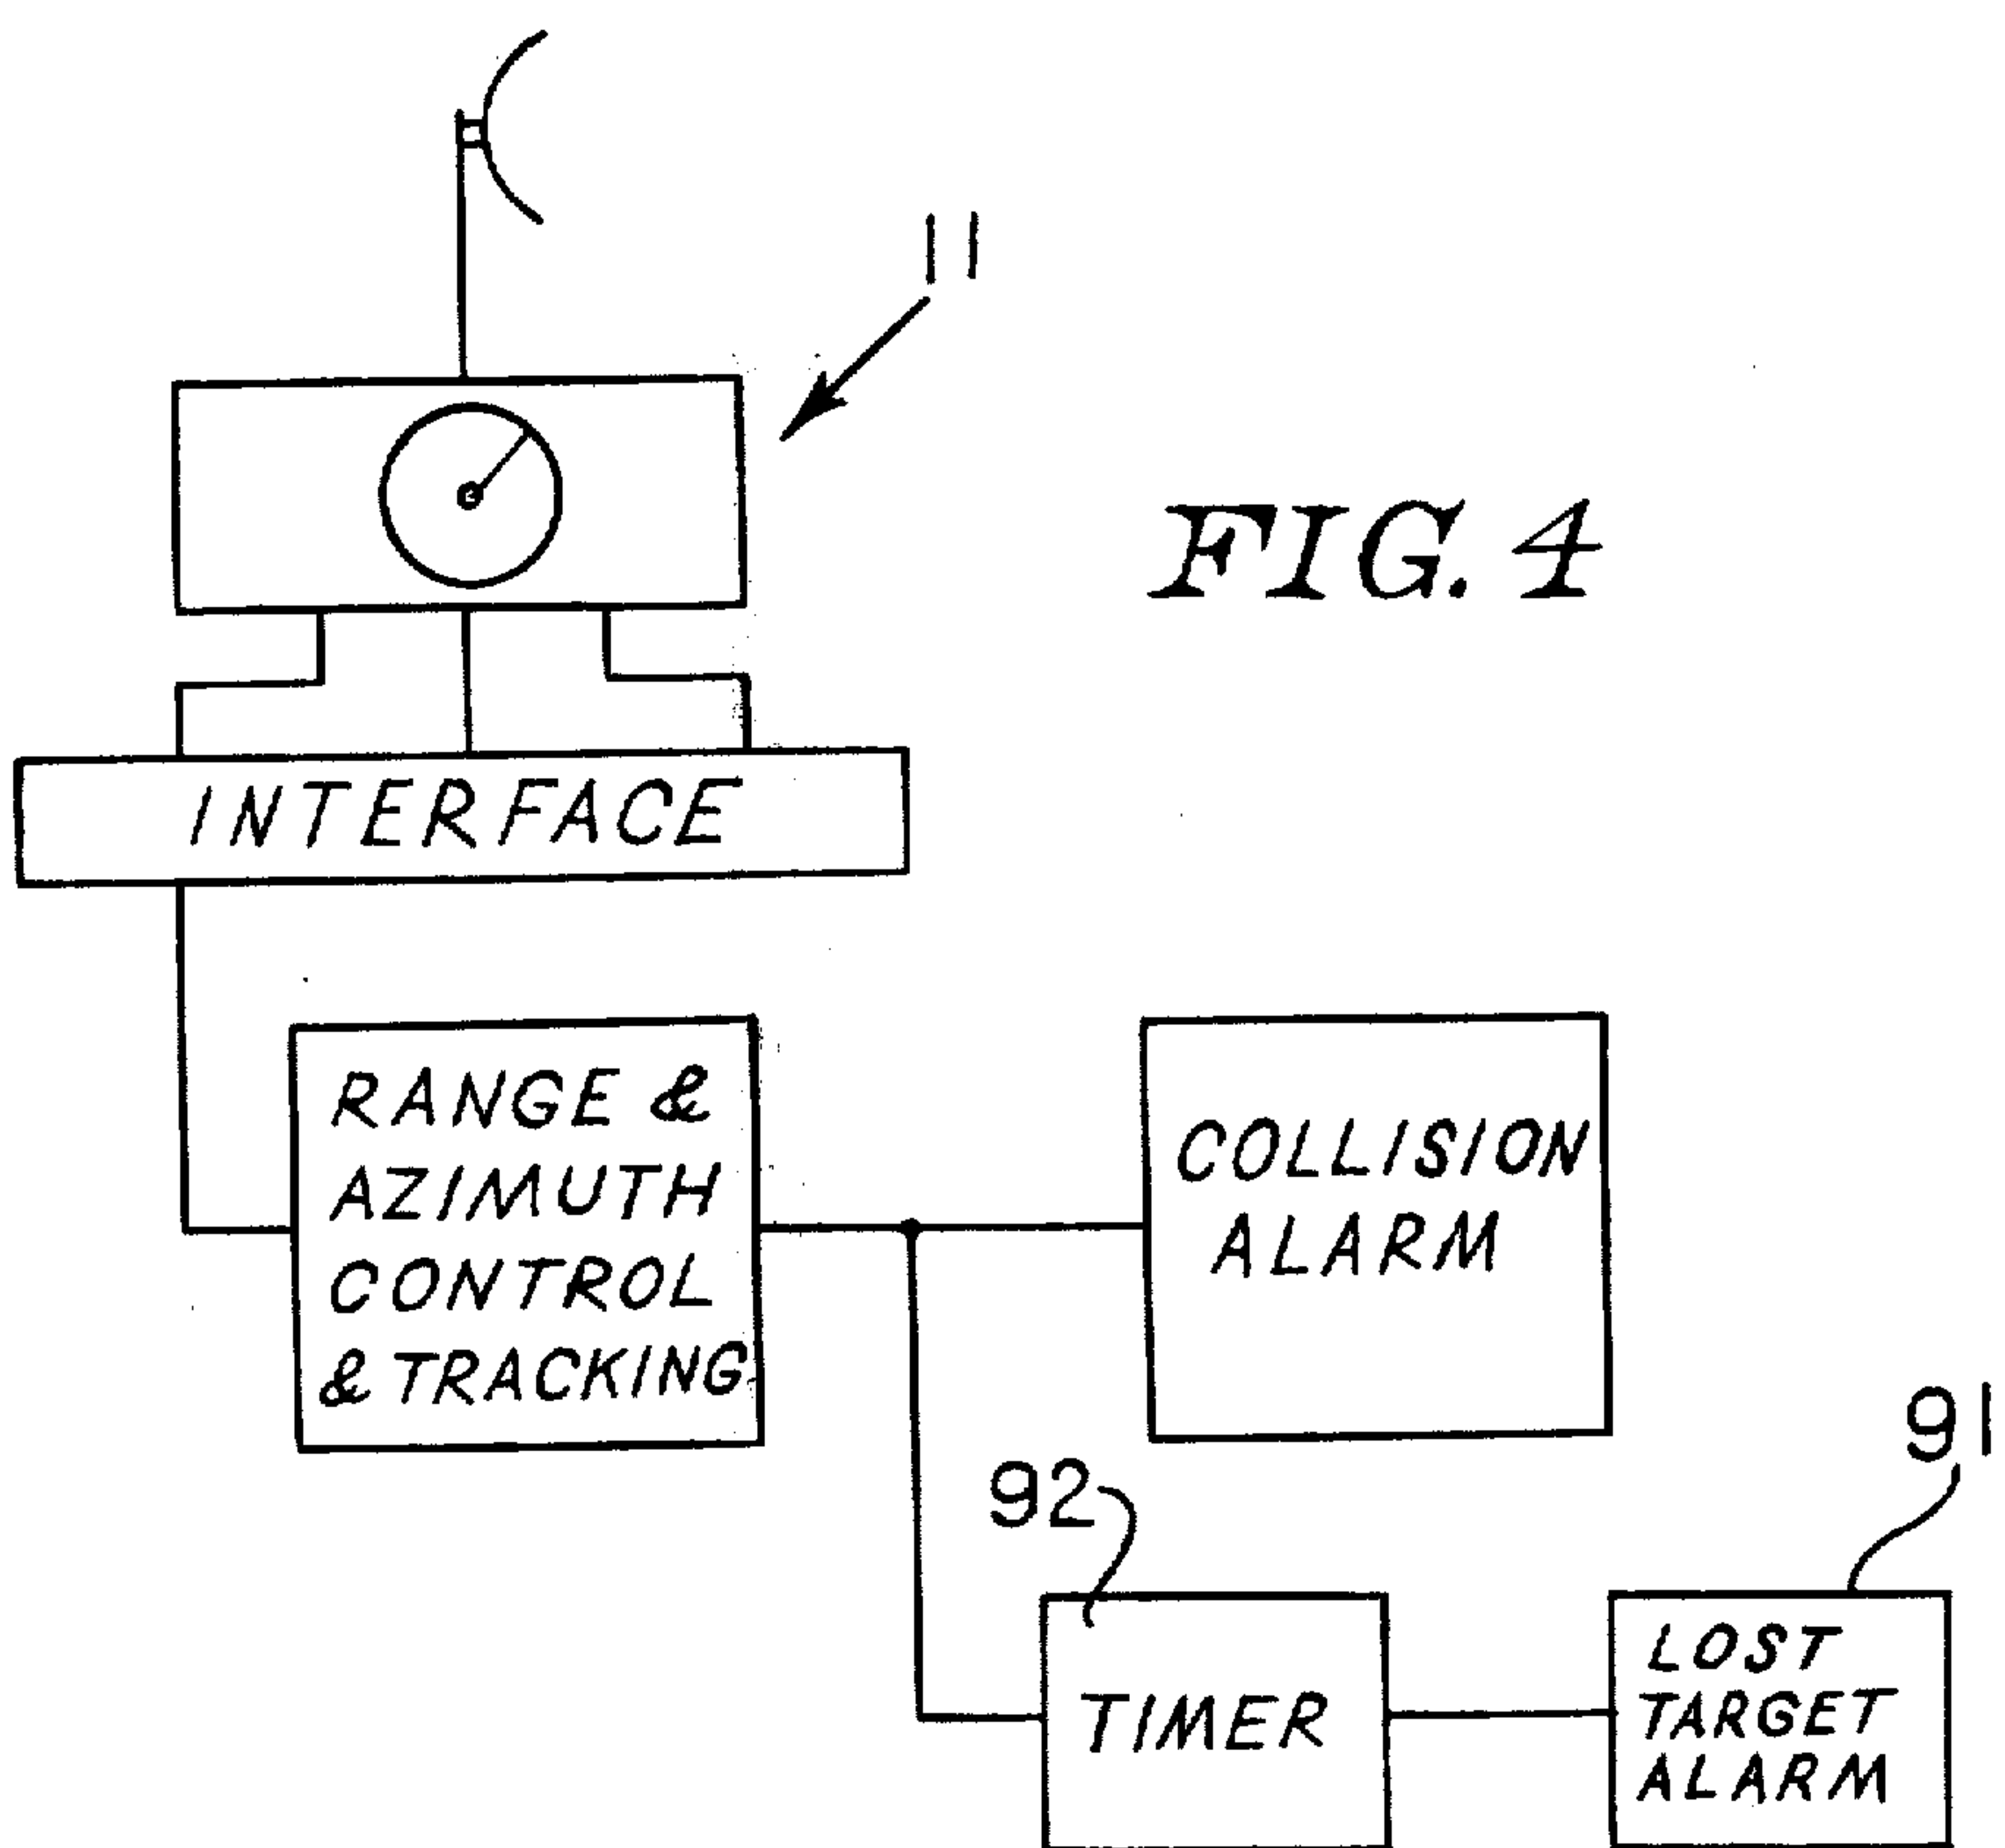 11
FIG. 4
INTERFACE
RANGE &
AZIMUTH
CONTROL
& TRACKING
COLLISION
ALARM
91
92
TIMER
LOST
TARGET
ALARM